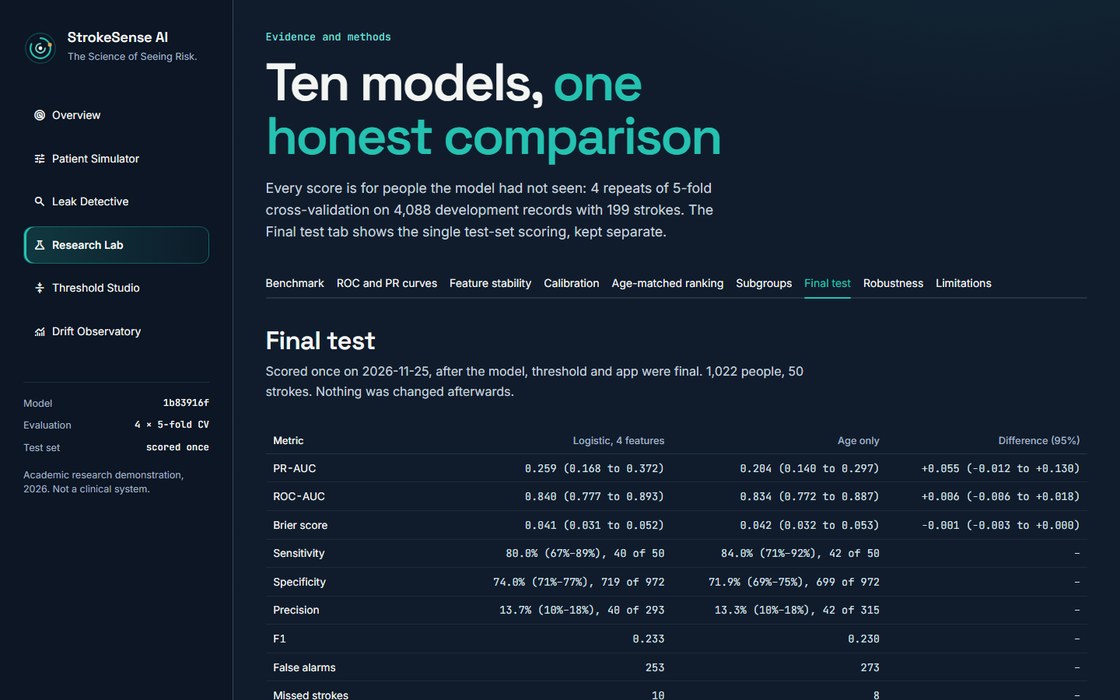 StrokeSense AI
The Science of Seeing Risk.
Overview
Patient Simulator
Leak Detective
Research Lab
Threshold Studio
Drift Observatory
Model 1b83916f
Evaluation 4 × 5-fold CV
Test set scored once
Academic research demonstration,
2026. Not a clinical system.
Evidence and methods
Ten models, one
honest comparison
Every score is for people the model had not seen: 4 repeats of 5-fold
cross-validation on 4,088 development records with 199 strokes. The
Final test tab shows the single test-set scoring, kept separate.
Benchmark ROC and PR curves Feature stability Calibration Age-matched ranking Subgroups Final test Robustness Limitations
Final test
Scored once on 2026-11-25, after the model, threshold and app were final. 1,022 people, 50
strokes. Nothing was changed afterwards.
Metric Logistic, 4 features Age only Difference (95%)
PR-AUC 0.259 (0.168 to 0.372) 0.204 (0.140 to 0.297) +0.055 (-0.012 to +0.130)
ROC-AUC 0.840 (0.777 to 0.893) 0.834 (0.772 to 0.887) +0.006 (-0.006 to +0.018)
Brier score 0.041 (0.031 to 0.052) 0.042 (0.032 to 0.053) -0.001 (-0.003 to +0.000)
Sensitivity 80.0% (67%–89%), 40 of 50 84.0% (71%–92%), 42 of 50 –
Specificity 74.0% (71%–77%), 719 of 972 71.9% (69%–75%), 699 of 972 –
Precision 13.7% (10%–18%), 40 of 293 13.3% (10%–18%), 42 of 315 –
F1 0.233 0.230 –
False alarms 253 273 –
Missed strokes 10 8 –